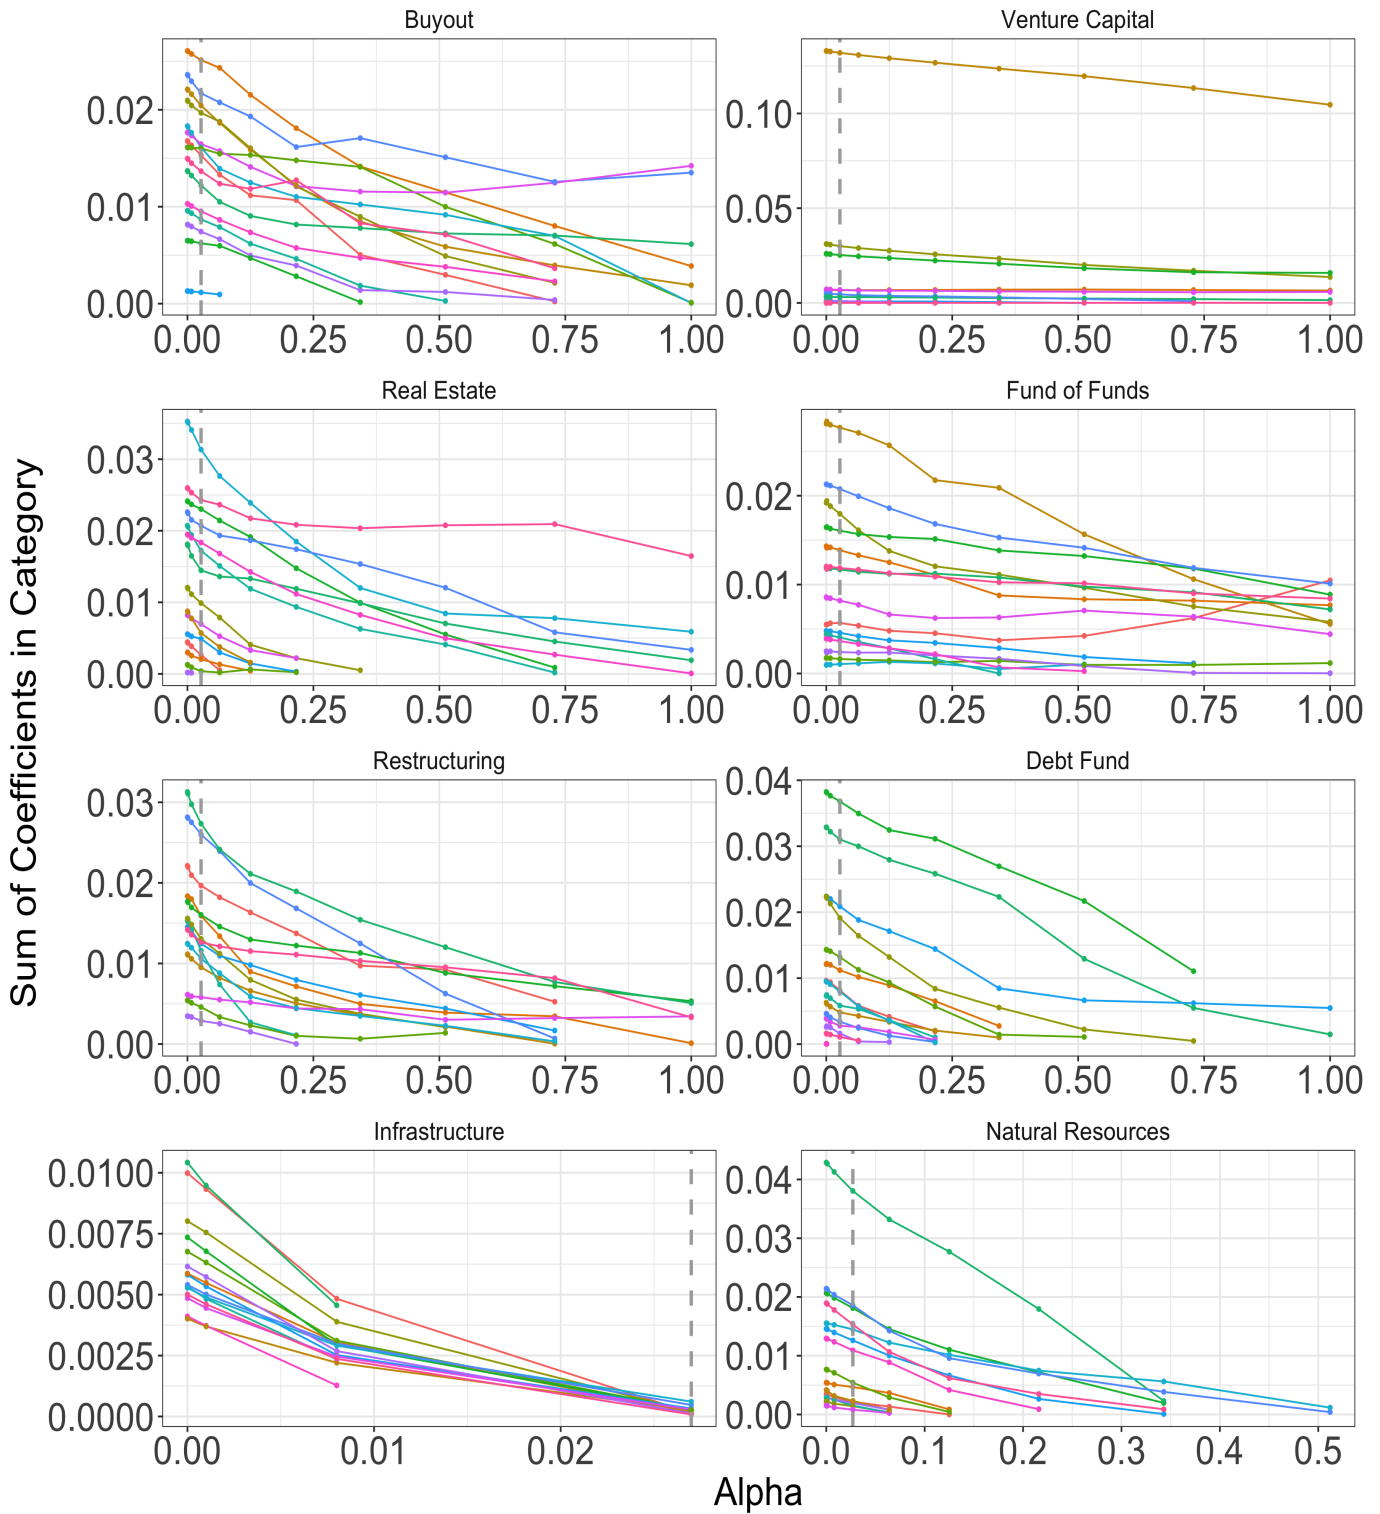 Buyout
Venture Capital
0.02
0.01
0.00
0.10
0.05
0.00
0.00 0.25 0.50 0.75 1.00
0.00 0.25 0.50 0.75 1.00
Real Estate
Fund of Funds
0.03
0.02
0.01
0.00
0.02
0.01
0.00
0.00 0.25 0.50 0.75 1.00
0.00 0.25 0.50 0.75 1.00
Sum of Coefficients in Category
Restructuring
Debt Fund
0.03
0.02
0.01
0.00
0.04
0.03
0.02
0.01
0.00
0.00 0.25 0.50 0.75 1.00
0.00 0.25 0.50 0.75 1.00
Infrastructure
Natural Resources
0.0100
0.0075
0.0050
0.0025
0.0000
0.04
0.03
0.02
0.01
0.00
0.00 0.01 0.02
0.0 0.1 0.2 0.3 0.4 0.5
Alpha